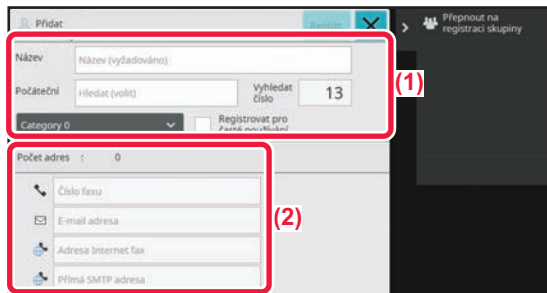 Přidat
Registr
Přepnout na
registraci skupiny
Název
Název (vyžadováno)
(1)
Počáteční
Hledat (volit)
Vyhledat
číslo
13
Category 0
Registrovat pro
časté používání
Počet adres : 0
Číslo faxu
E-mail adresa
(2)
Adresa Internet fax
Přímá SMTP adresa